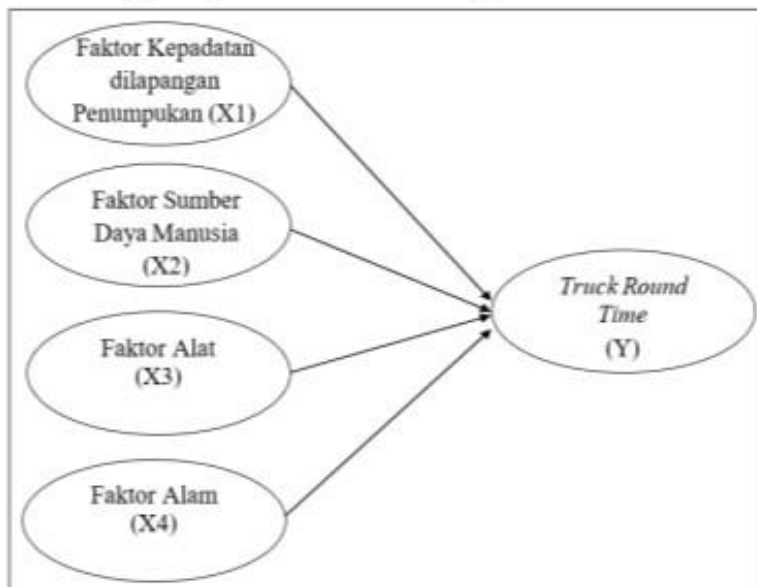 Faktor Kepadatan
dilapangan
Penumpukan (X1)
Faktor Sumber
Daya Manusia
(X2)
Faktor Alat
(X3)
Faktor Alam
(X4)
Truck Round
Time
(Y)